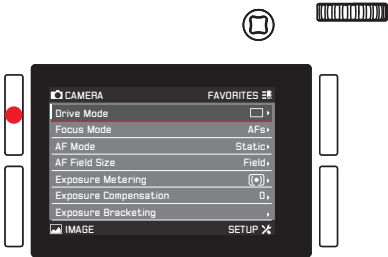 CAMERA FAVORITES
Drive Mode
Focus Mode AFs
AF Mode Static
AF Field Size Field
Exposure Metering
Exposure Compensation 0
Exposure Bracketing
IMAGE SETUP